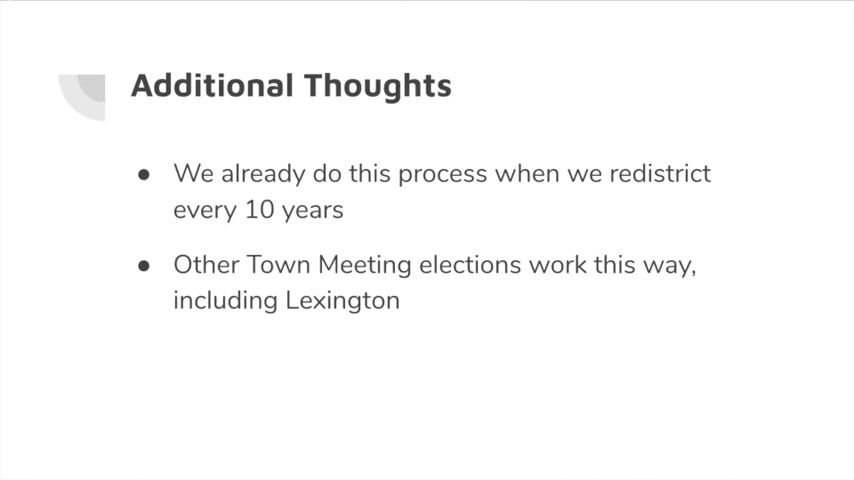 Additional Thoughts
● We already do this process when we redistrict
every 10 years
● Other Town Meeting elections work this way,
including Lexington